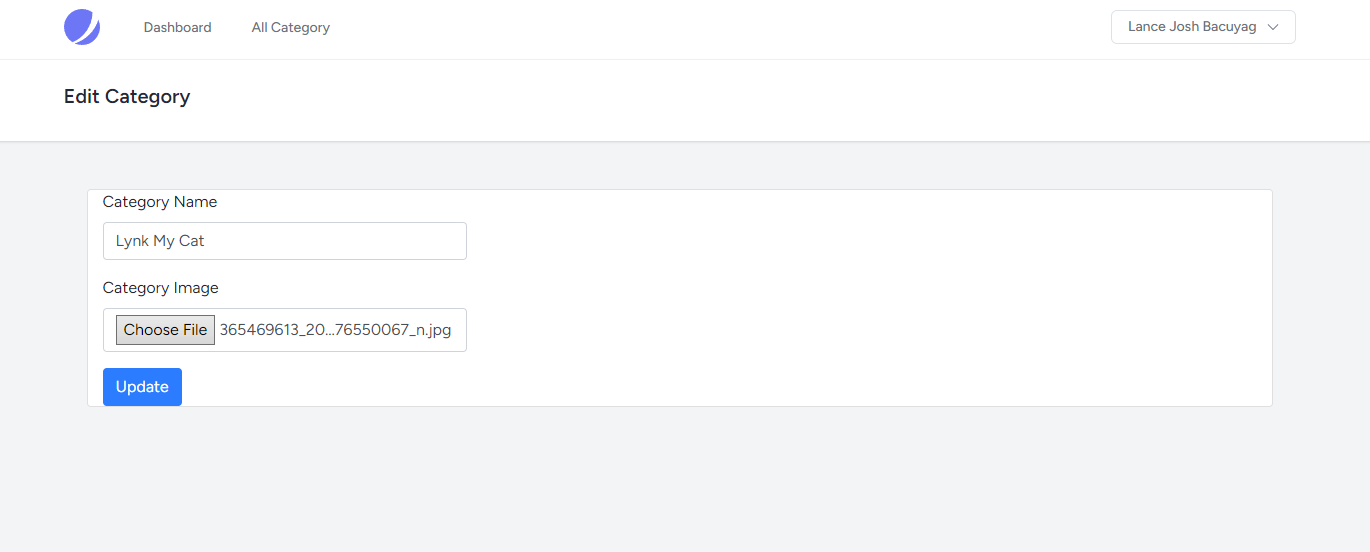 Dashboard All Category Lance Josh Bacuyag
Edit Category
Category Name
Lynk My Cat
Category Image
Choose File 365469613_20...76550067_n.jpg
Update